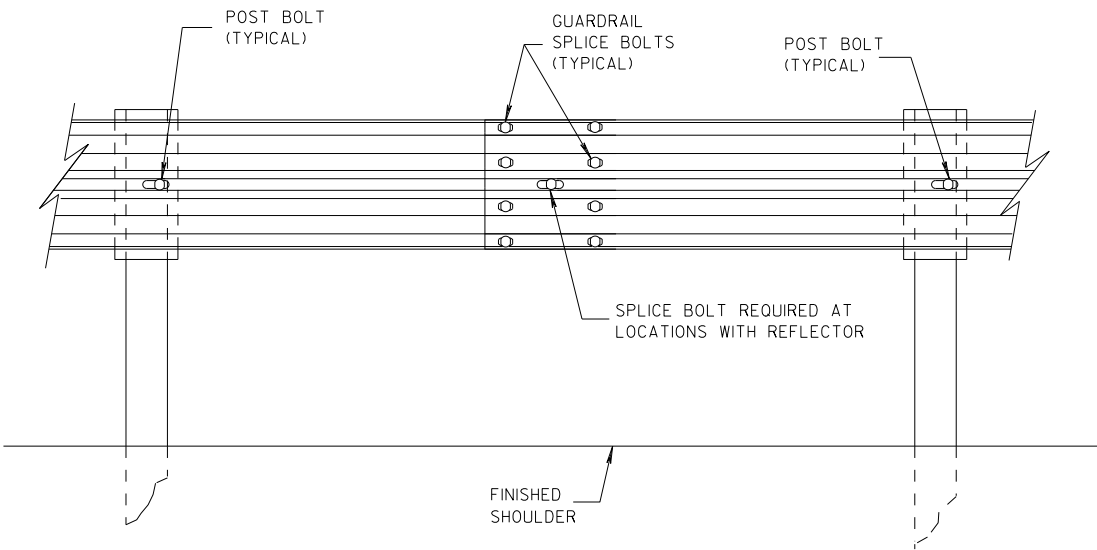 POST BOLT
(TYPICAL)
GUARDRAIL
SPLICE BOLTS
(TYPICAL)
POST BOLT
(TYPICAL)
SPLICE BOLT REQUIRED AT
LOCATIONS WITH REFLECTOR
FINISHED
SHOULDER